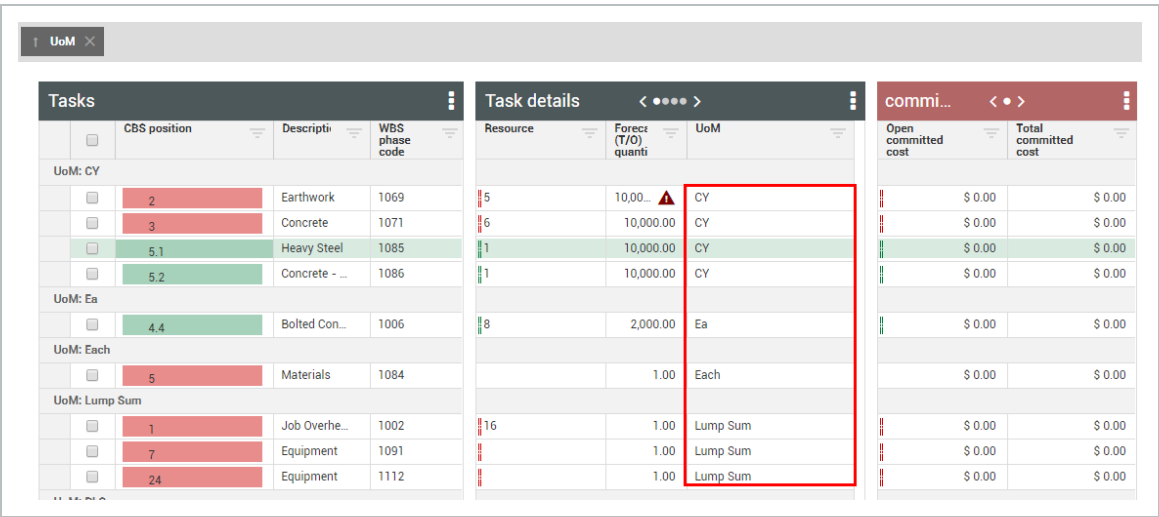 ↑ UoM ×
Tasks Task details commi...
CBS position Descripti WBS phase code Resource Foreca (T/O) quanti UoM Open committed cost Total committed cost
UoM: CY
2 Earthwork 1069 5 10,00... CY $ 0.00 $ 0.00
3 Concrete 1071 6 10,000.00 CY $ 0.00 $ 0.00
5.1 Heavy Steel 1085 1 10,000.00 CY $ 0.00 $ 0.00
5.2 Concrete - ... 1086 1 10,000.00 CY $ 0.00 $ 0.00
UoM: Ea
4.4 Bolted Con... 1006 8 2,000.00 Ea $ 0.00 $ 0.00
UoM: Each
5 Materials 1084 1.00 Each $ 0.00 $ 0.00
UoM: Lump Sum
1 Job Overhe... 1002 16 1.00 Lump Sum $ 0.00 $ 0.00
7 Equipment 1091 1.00 Lump Sum $ 0.00 $ 0.00
24 Equipment 1112 1.00 Lump Sum $ 0.00 $ 0.00